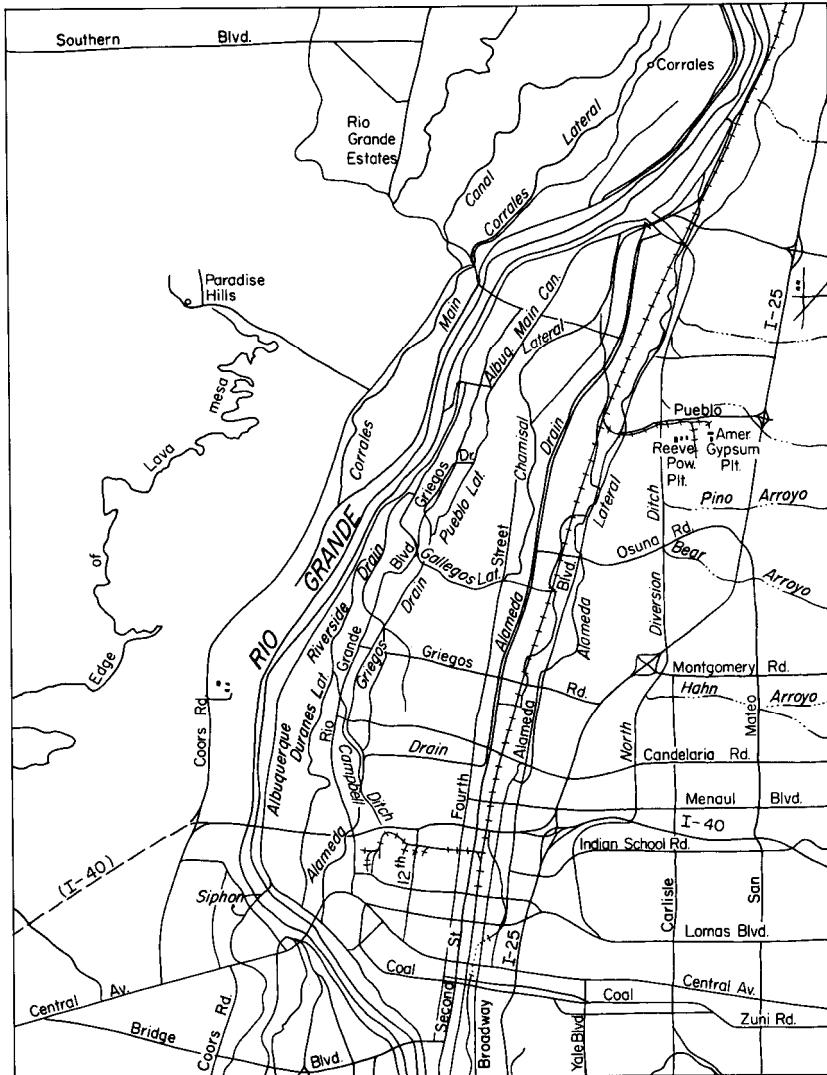 Southern Blvd.
Corrales
Rio
Grande
Estates
Canal
Lateral
Corrales
Paradise
Hills
Main
Albuq. Main Can.
Lateral
I-25
mesa
Lava
of
Edge
Corrales
Pueblo
Reeve
Pow.
Plt.
Amer
Gypsum
Plt.
Griegos Dr.
Pueblo Lat.
Chamisal
Drain
Lateral
Ditch
Pino Arroyo
RIO GRANDE
Riverside Drain
Blvd.
Gallegos Lat.
Street
Blvd.
Osuna Rd.
Bear
Arroyo
Drain
Grande
Griegos
Alameda
Alameda
Diversion
Griegos Rd.
Montgomery Rd.
Hahn Arroyo
Coors Rd.
Albuquerque
Duranes Lat.
Rio
Campbell
Ditch
Drain
Alameda
North
Mateo
Candelaria Rd.
Fourth
Menaul Blvd.
I-40
Indian School Rd.
(I-40)
Alameda
12th
Siphon
Carlisle
San
Lomas Blvd.
I-25
St
Coal
Central Av.
Central Av.
Coal
Zuni Rd.
Second
Broadway
Yale Blvd
Coors Rd.
Bridge Blvd.